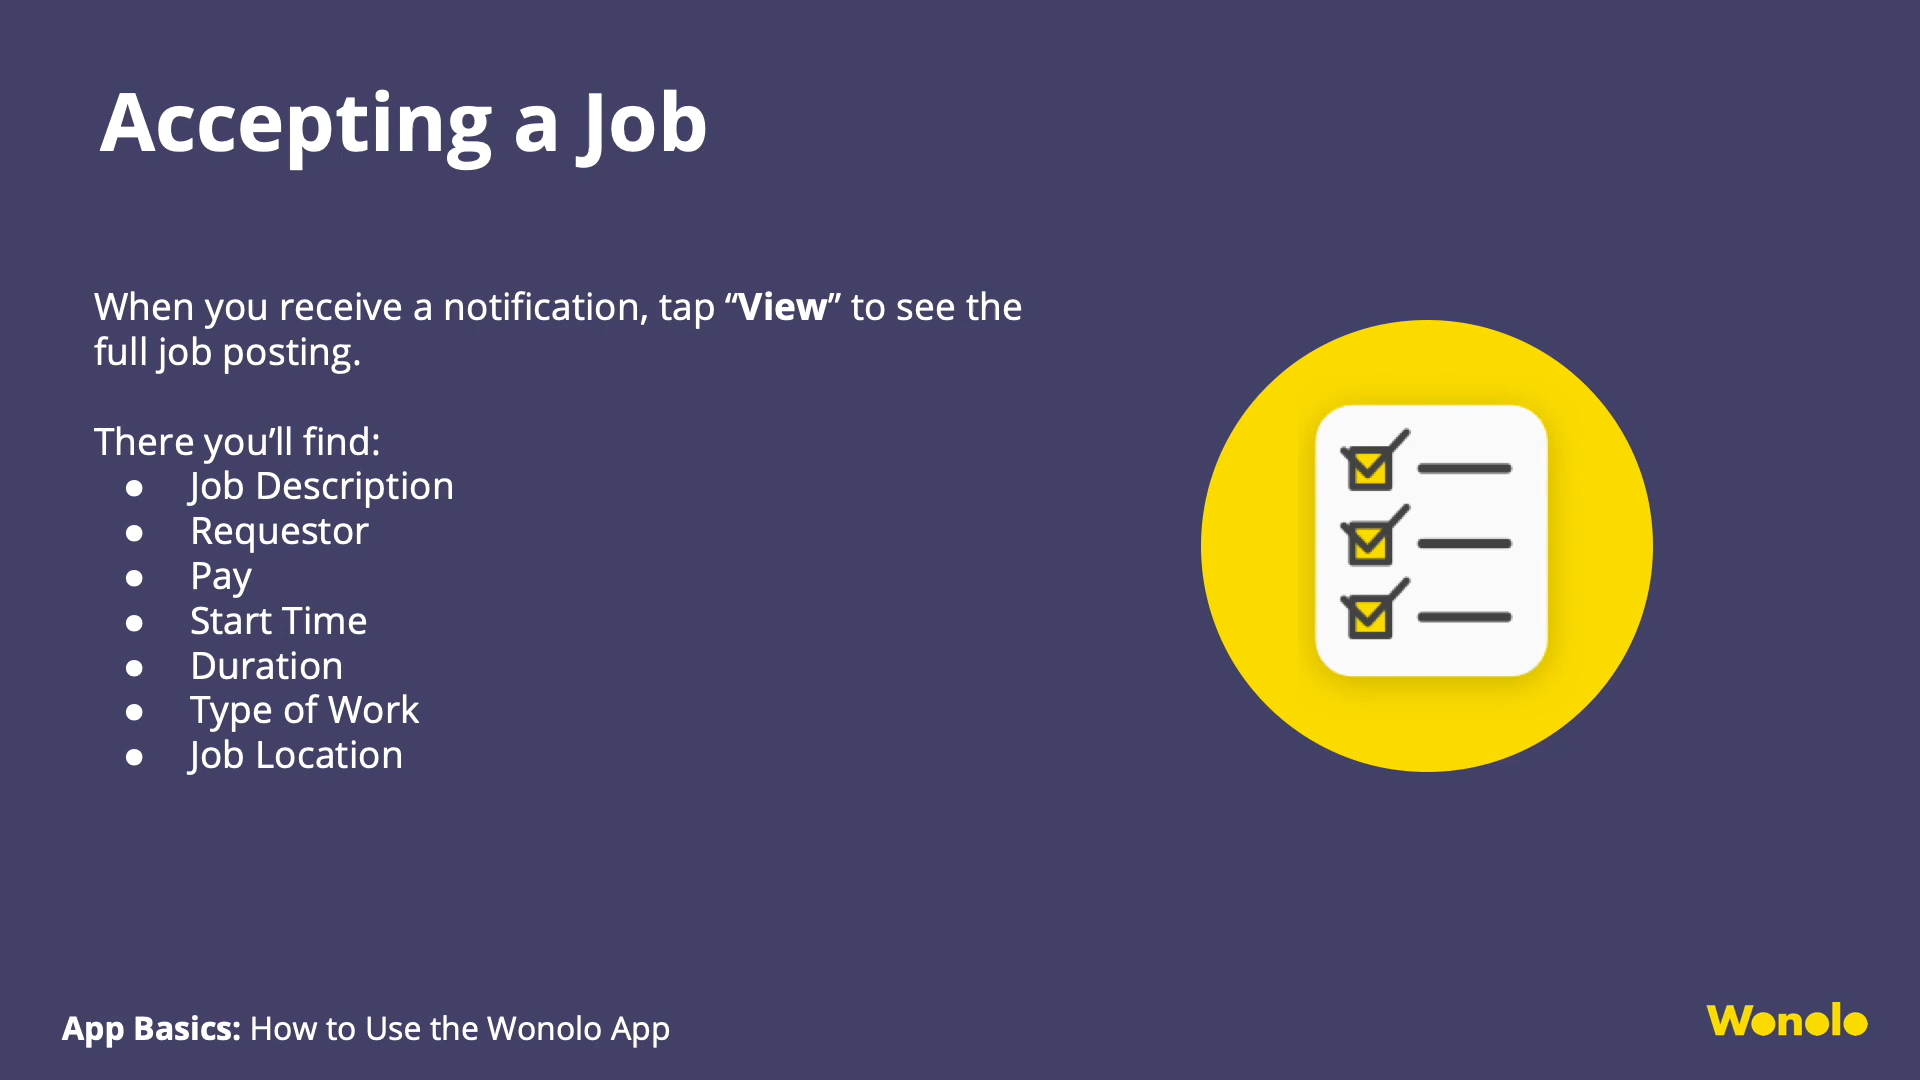 Accepting a Job
When you receive a notification, tap “View” to see the
full job posting.
There you’ll find:
● Job Description
● Requestor
● Pay
● Start Time
● Duration
● Type of Work
● Job Location
App Basics: How to Use the Wonolo App
Wonolo